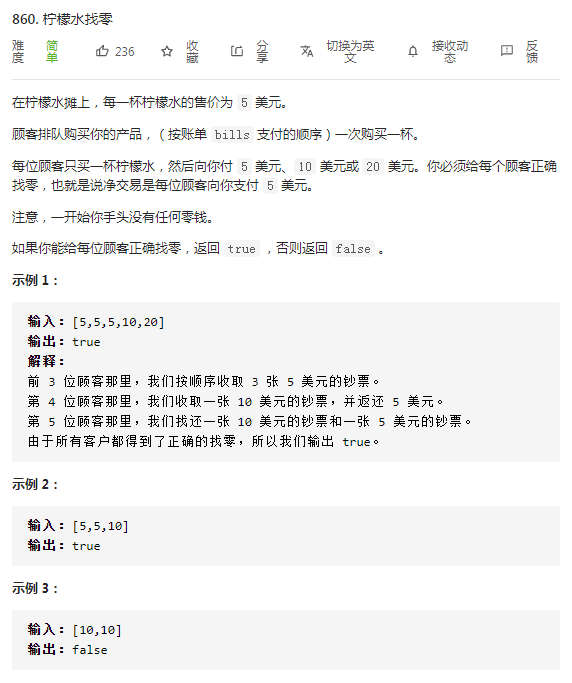 860. 柠檬水找零
难度 简单 236 收藏 分享 切换为英文 接收动态 反馈
在柠檬水摊上，每一杯柠檬水的售价为 5 美元。
顾客排队购买你的产品，（按账单 bills 支付的顺序）一次购买一杯。
每位顾客只买一杯柠檬水，然后向你付 5 美元、10 美元或 20 美元。你必须给每个顾客正确
找零，也就是说净交易是每位顾客向你支付 5 美元。
注意，一开始你手头没有任何零钱。
如果你能给每位顾客正确找零，返回 true ，否则返回 false 。
示例 1：
输入：[5,5,5,10,20]
输出：true
解释：
前 3 位顾客那里，我们按顺序收取 3 张 5 美元的钞票。
第 4 位顾客那里，我们收取一张 10 美元的钞票，并返还 5 美元。
第 5 位顾客那里，我们找还一张 10 美元的钞票和一张 5 美元的钞票。
由于所有客户都得到了正确的找零，所以我们输出 true。
示例 2：
输入：[5,5,10]
输出：true
示例 3：
输入：[10,10]
输出：false